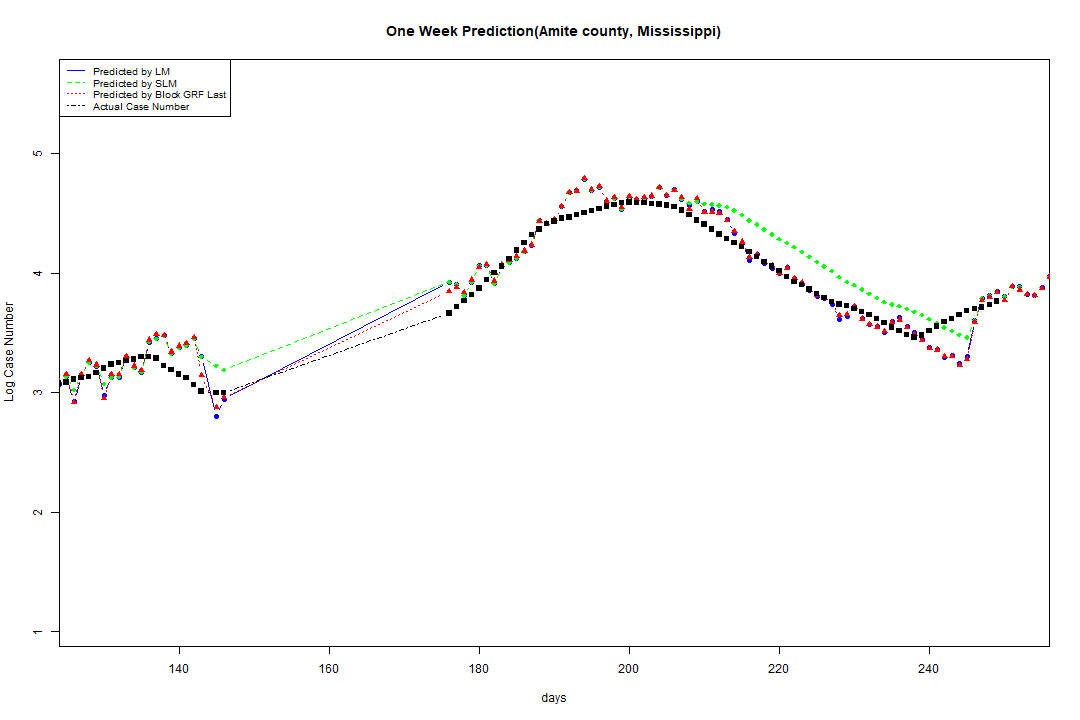 One Week Prediction(Amite county, Mississippi)
Predicted by LM
Predicted by SLM
Predicted by Block GRF Last
Actual Case Number
5
4
3
2
1
Log Case Number
140 160 180 200 220 240
days